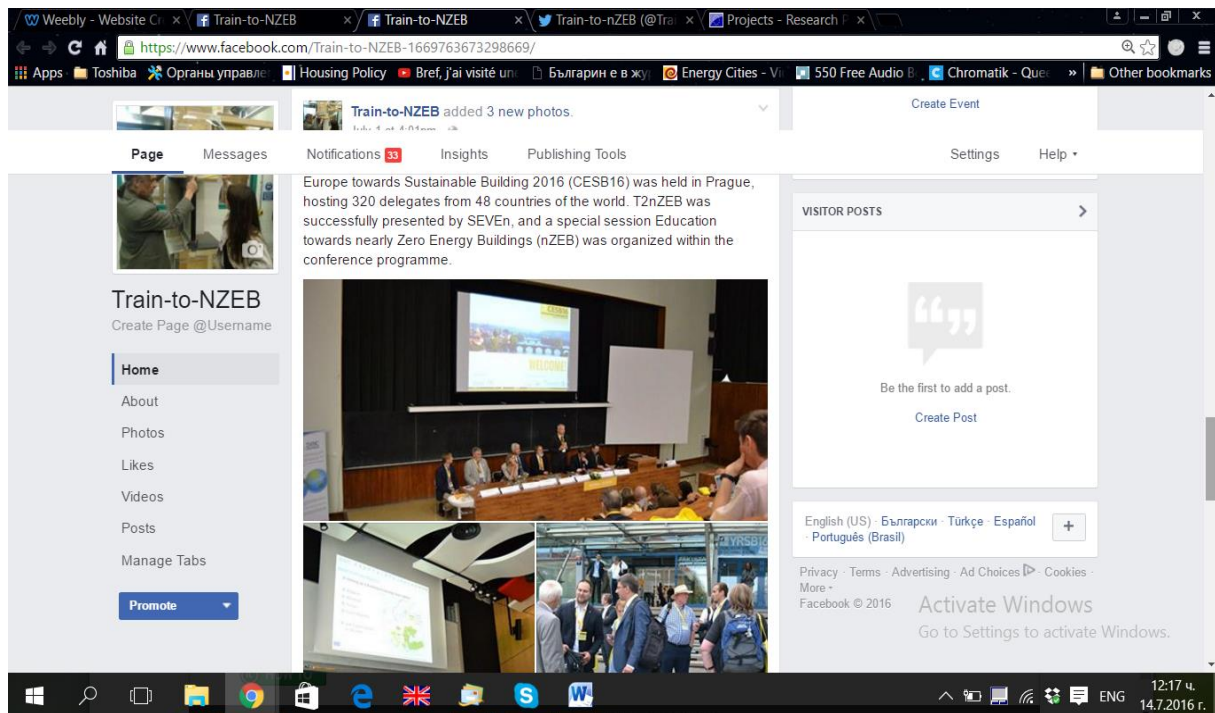 Weebly - Website Cr
Train-to-NZEB
Train-to-NZEB
Train-to-nZEB (@Tra
Projects - Research P
https://www.facebook.com/Train-to-NZEB-1669763673298669/
Apps
Toshiba
Органы управлег
Housing Policy
Bref, j'ai visité un
Българин е в жу
Energy Cities - Vi
550 Free Audio B
Chromatik - Que
»
Other bookmarks
Train-to-NZEB added 3 new photos.
Create Event
Page
Messages
Notifications 33
Insights
Publishing Tools
Settings
Help
Europe towards Sustainable Building 2016 (CESB16) was held in Prague,
hosting 320 delegates from 48 countries of the world. T2nZEB was
successfully presented by SEVEn, and a special session Education
towards nearly Zero Energy Buildings (nZEB) was organized within the
conference programme.
VISITOR POSTS
Be the first to add a post.
Create Post
Train-to-NZEB
Create Page @Username
Home
About
Photos
Likes
Videos
Posts
Manage Tabs
Promote
CESB16
WELCOME!
English (US) · Български · Türkçe · Español
· Português (Brasil)
+
Privacy · Terms · Advertising · Ad Choices · Cookies ·
More
Facebook © 2016
Activate Windows
Go to Settings to activate Windows.
ENG
12:17 ч.
14.7.2016 г.